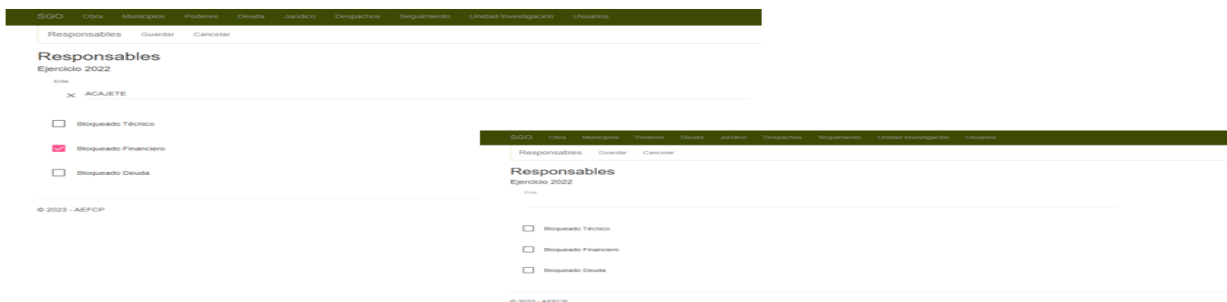 SGO Obra Municipios Poderes Deuda Jurídico Despachos Seguimiento Unidad Investigación Usuarios
Responsables Guardar Cancelar
Responsables
Ejercicio 2022
Ente
ACAJETE
Bloqueado Técnico
Bloqueado Financiero
Bloqueado Deuda
© 2023 - AEFCP
SGO Obra Municipios Poderes Deuda Jurídico Despachos Seguimiento Unidad Investigación Usuarios
Responsables Guardar Cancelar
Responsables
Ejercicio 2022
Ente
Bloqueado Técnico
Bloqueado Financiero
Bloqueado Deuda
© 2023 - AEFCP